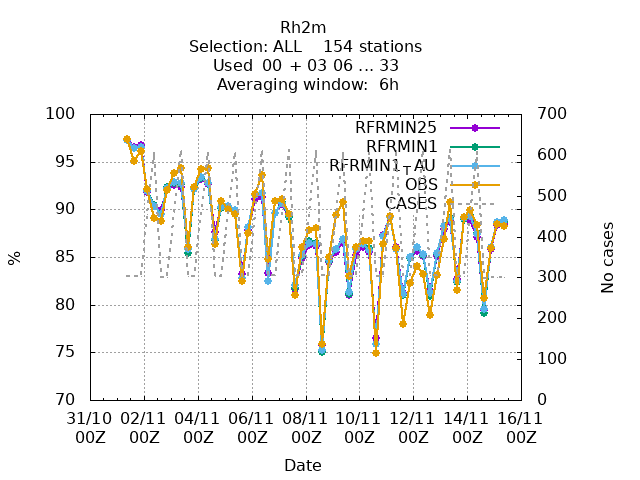 Rh2m
Selection: ALL    154 stations
Used  00 + 03 06 ... 33
Averaging window:  6h
100
95
90
85
80
75
70
%
700
600
500
400
300
200
100
0
No cases
RFRMIN25
RFRMIN1
RFRMIN1_AU
OBS
CASES
31/10 02/11 04/11 06/11 08/11 10/11 12/11 14/11 16/11
00Z 00Z 00Z 00Z 00Z 00Z 00Z 00Z 00Z
Date